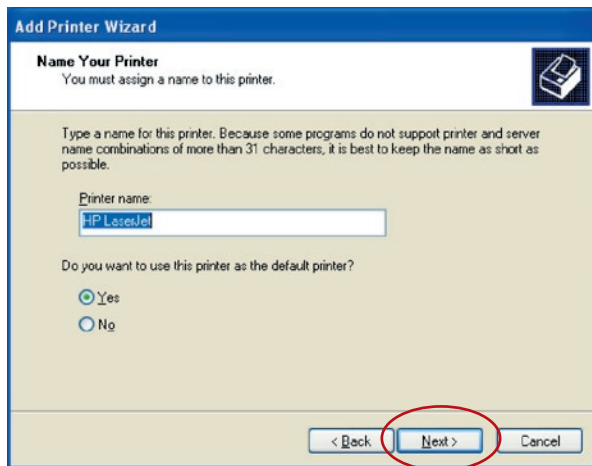 Add Printer Wizard
Name Your Printer
You must assign a name to this printer.
Type a name for this printer. Because some programs do not support printer and server
name combinations of more than 31 characters, it is best to keep the name as short as
possible.
Printer name:
HP LaserJet
Do you want to use this printer as the default printer?
Yes
No
< Back
Next >
Cancel